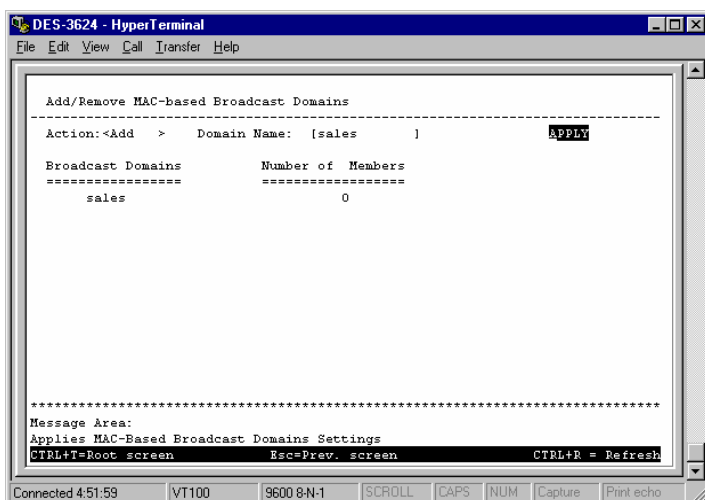 DES-3624 - HyperTerminal
File Edit View Call Transfer Help
Add/Remove MAC-based Broadcast Domains
--------------------------------------------------------------------------------
Action:<Add > Domain Name: [sales ] APPLY
Broadcast Domains Number of Members
================= ==================
sales 0
*******************************************************************************
Message Area:
Applies MAC-Based Broadcast Domains Settings
CTRL+T=Root screen Esc=Prev. screen CTRL+R = Refresh
Connected 4:51:59 VT100 9600 8-N-1 SCROLL CAPS NUM Capture Print echo